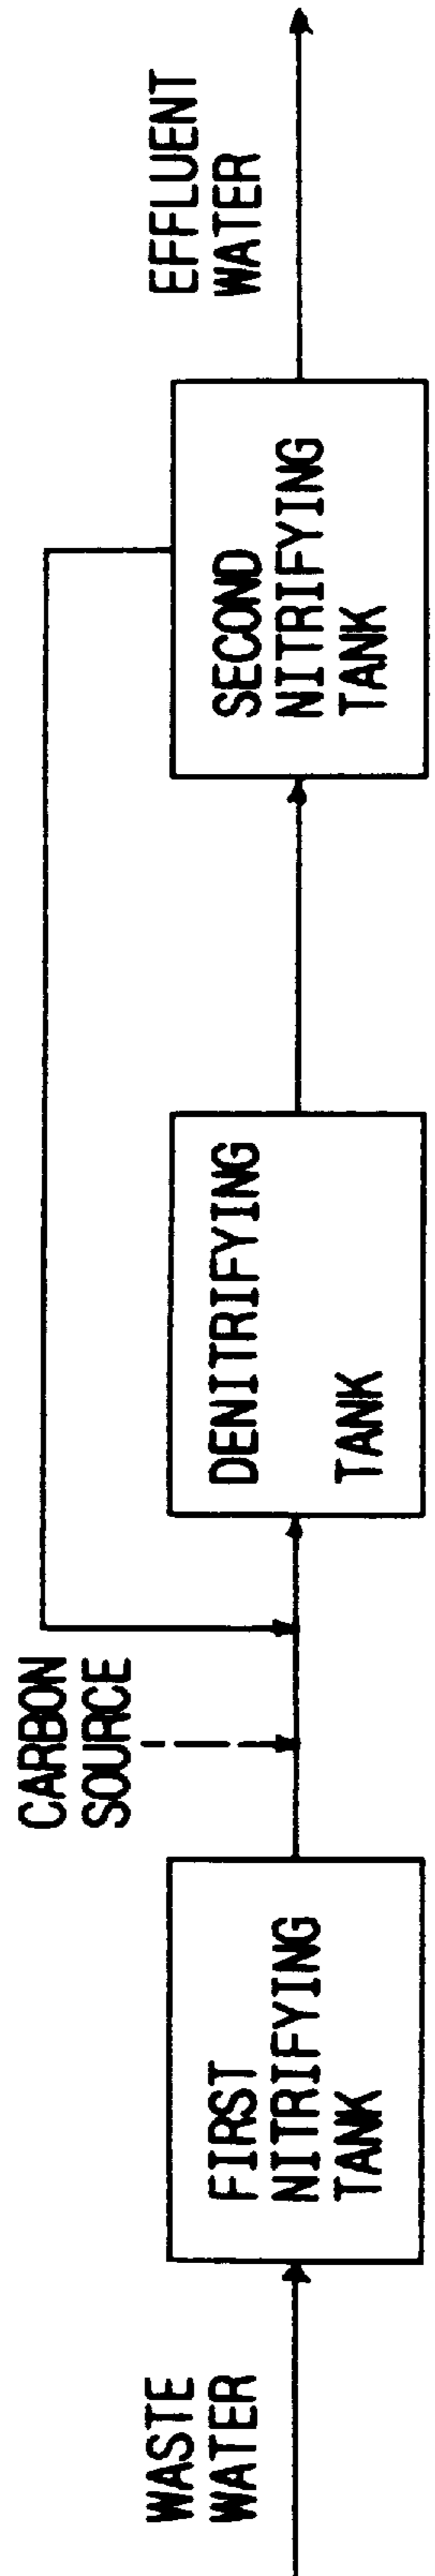 WASTE
WATER
FIRST
NITRIFYING
TANK
CARBON
SOURCE
DENITRIFYING
TANK
SECOND
NITRIFYING
TANK
EFFLUENT
WATER